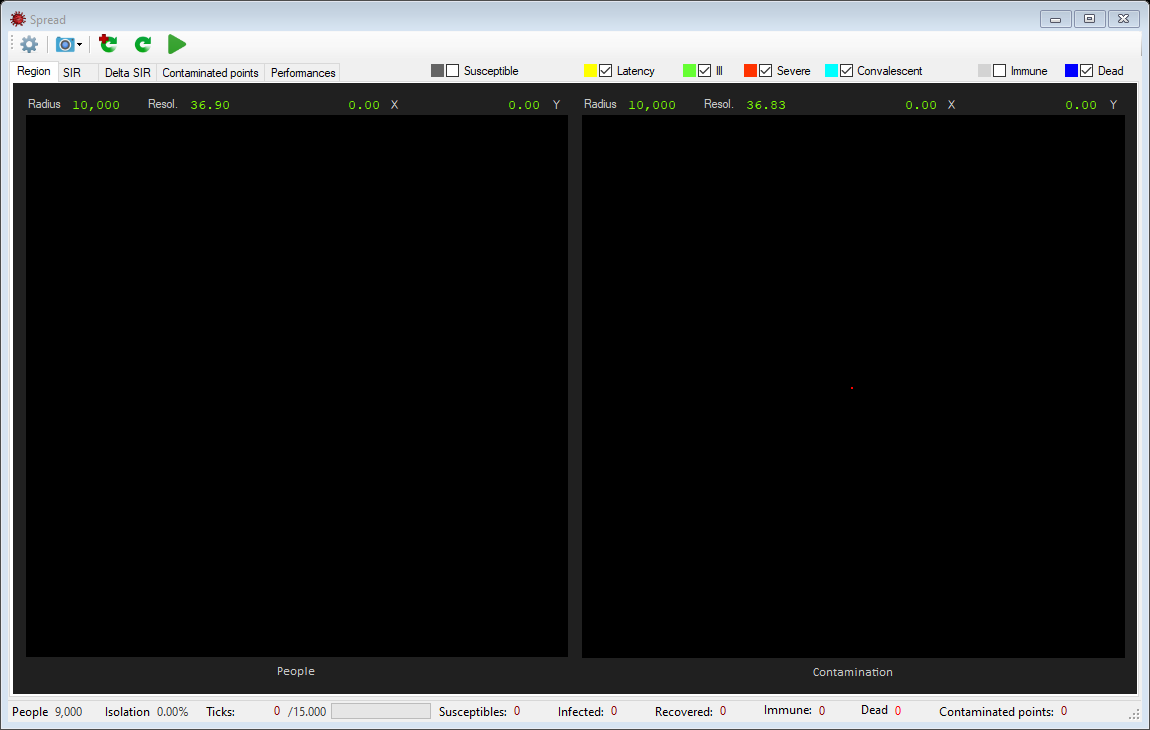 Spread
Region SIR Delta SIR Contaminated points Performances Susceptible Latency Ill Severe Convalescent Immune Dead
Radius 10,000 Resol. 36.90 0.00 X 0.00 Y Radius 10,000 Resol. 36.83 0.00 X 0.00 Y
People Contamination
People 9,000 Isolation 0.00% Ticks: 0 /15.000 Susceptibles: 0 Infected: 0 Recovered: 0 Immune: 0 Dead 0 Contaminated points: 0